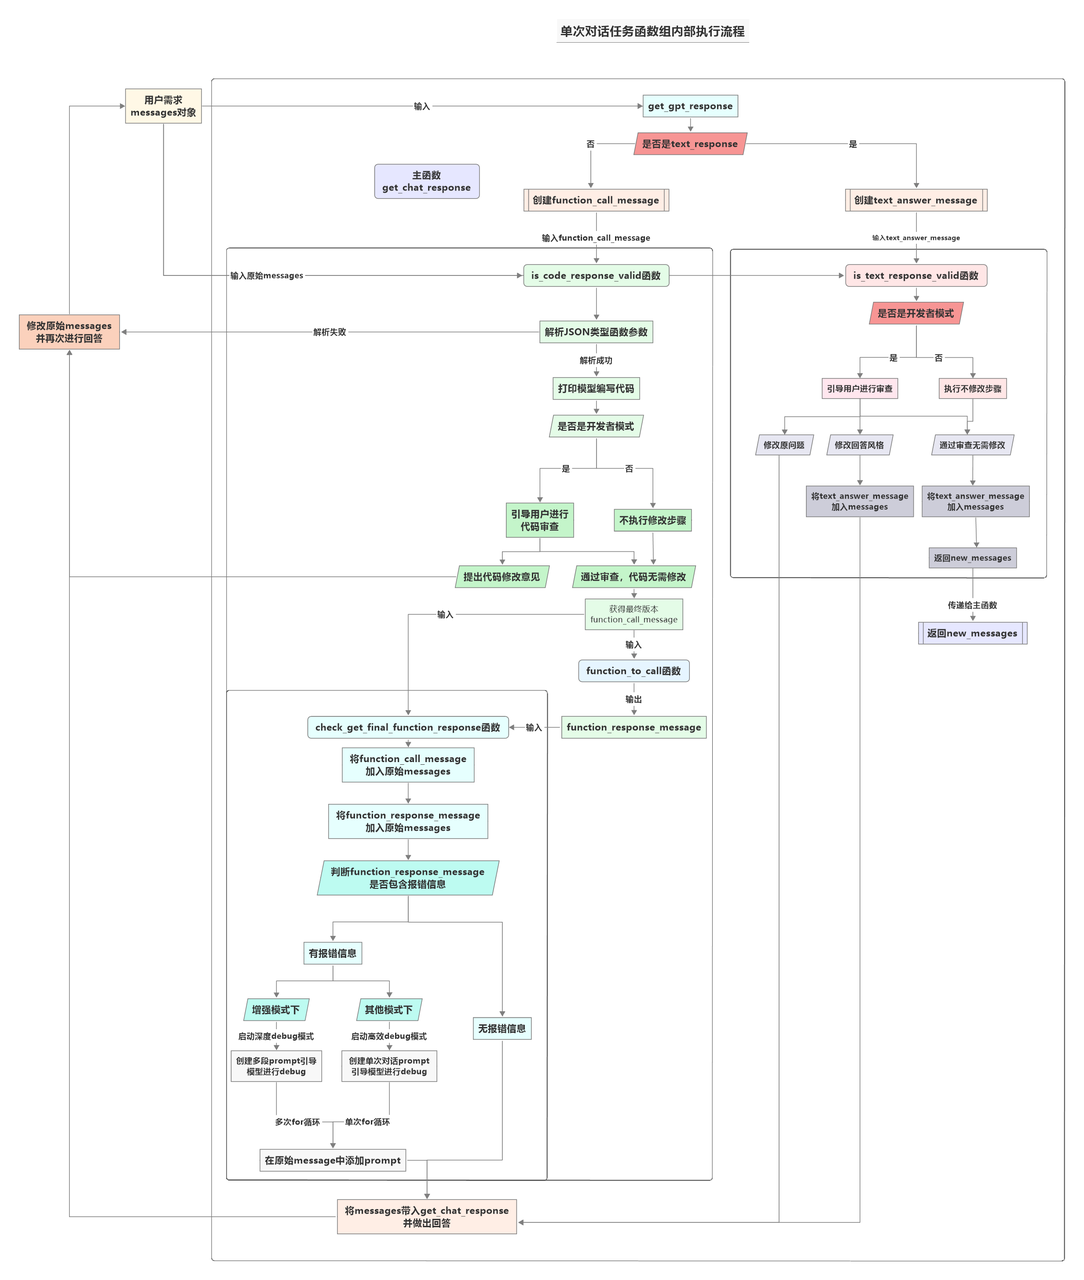 单次对话任务函数组内部执行流程
用户需求
messages对象
输入
get_gpt_response
是否是text_response
否
是
主函数
get_chat_response
创建function_call_message
创建text_answer_message
输入function_call_message
输入text_answer_message
输入原始messages
is_code_response_valid函数
is_text_response_valid函数
是否是开发者模式
修改原始messages
并再次进行回答
解析失败
解析JSON类型函数参数
解析成功
是
否
打印模型编写代码
引导用户进行审查
执行不修改步骤
是否是开发者模式
修改原问题
修改回答风格
通过审查无需修改
是
否
将text_answer_message
加入messages
将text_answer_message
加入messages
引导用户进行
代码审查
不执行修改步骤
返回new_messages
提出代码修改意见
通过审查，代码无需修改
传递给主函数
获得最终版本
function_call_message
输入
返回new_messages
输入
function_to_call函数
输出
check_get_final_function_response函数
输入
function_response_message
将function_call_message
加入原始messages
将function_response_message
加入原始messages
判断function_response_message
是否包含报错信息
有报错信息
增强模式下
其他模式下
无报错信息
启动深度debug模式
启动高效debug模式
创建多段prompt引导
模型进行debug
创建单次对话prompt
引导模型进行debug
多次for循环
单次for循环
在原始message中添加prompt
将messages带入get_chat_response
并做出回答